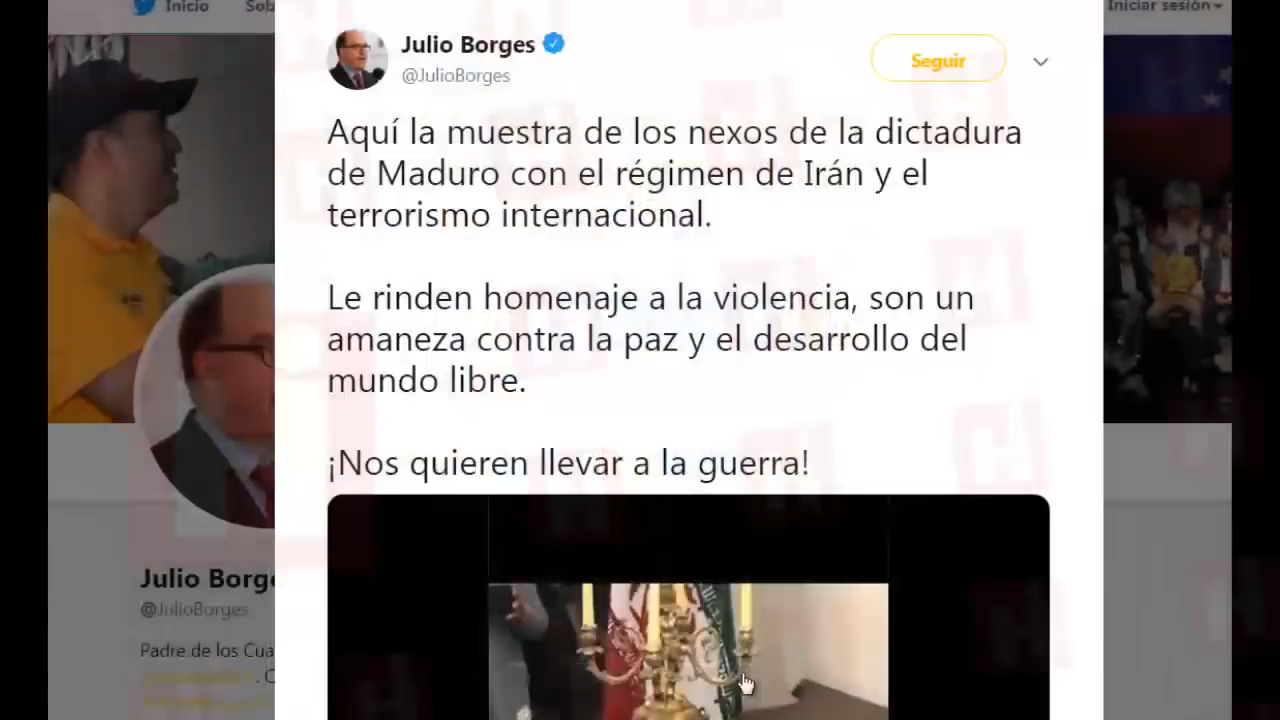 Inicio
Sob
Iniciar sesión
Julio Borges
@JulioBorges
Seguir
Aquí la muestra de los nexos de la dictadura
de Maduro con el régimen de Irán y el
terrorismo internacional.
Le rinden homenaje a la violencia, son un
amaneza contra la paz y el desarrollo del
mundo libre.
¡Nos quieren llevar a la guerra!
Julio Borge
@JulioBorges
Padre de los Cua